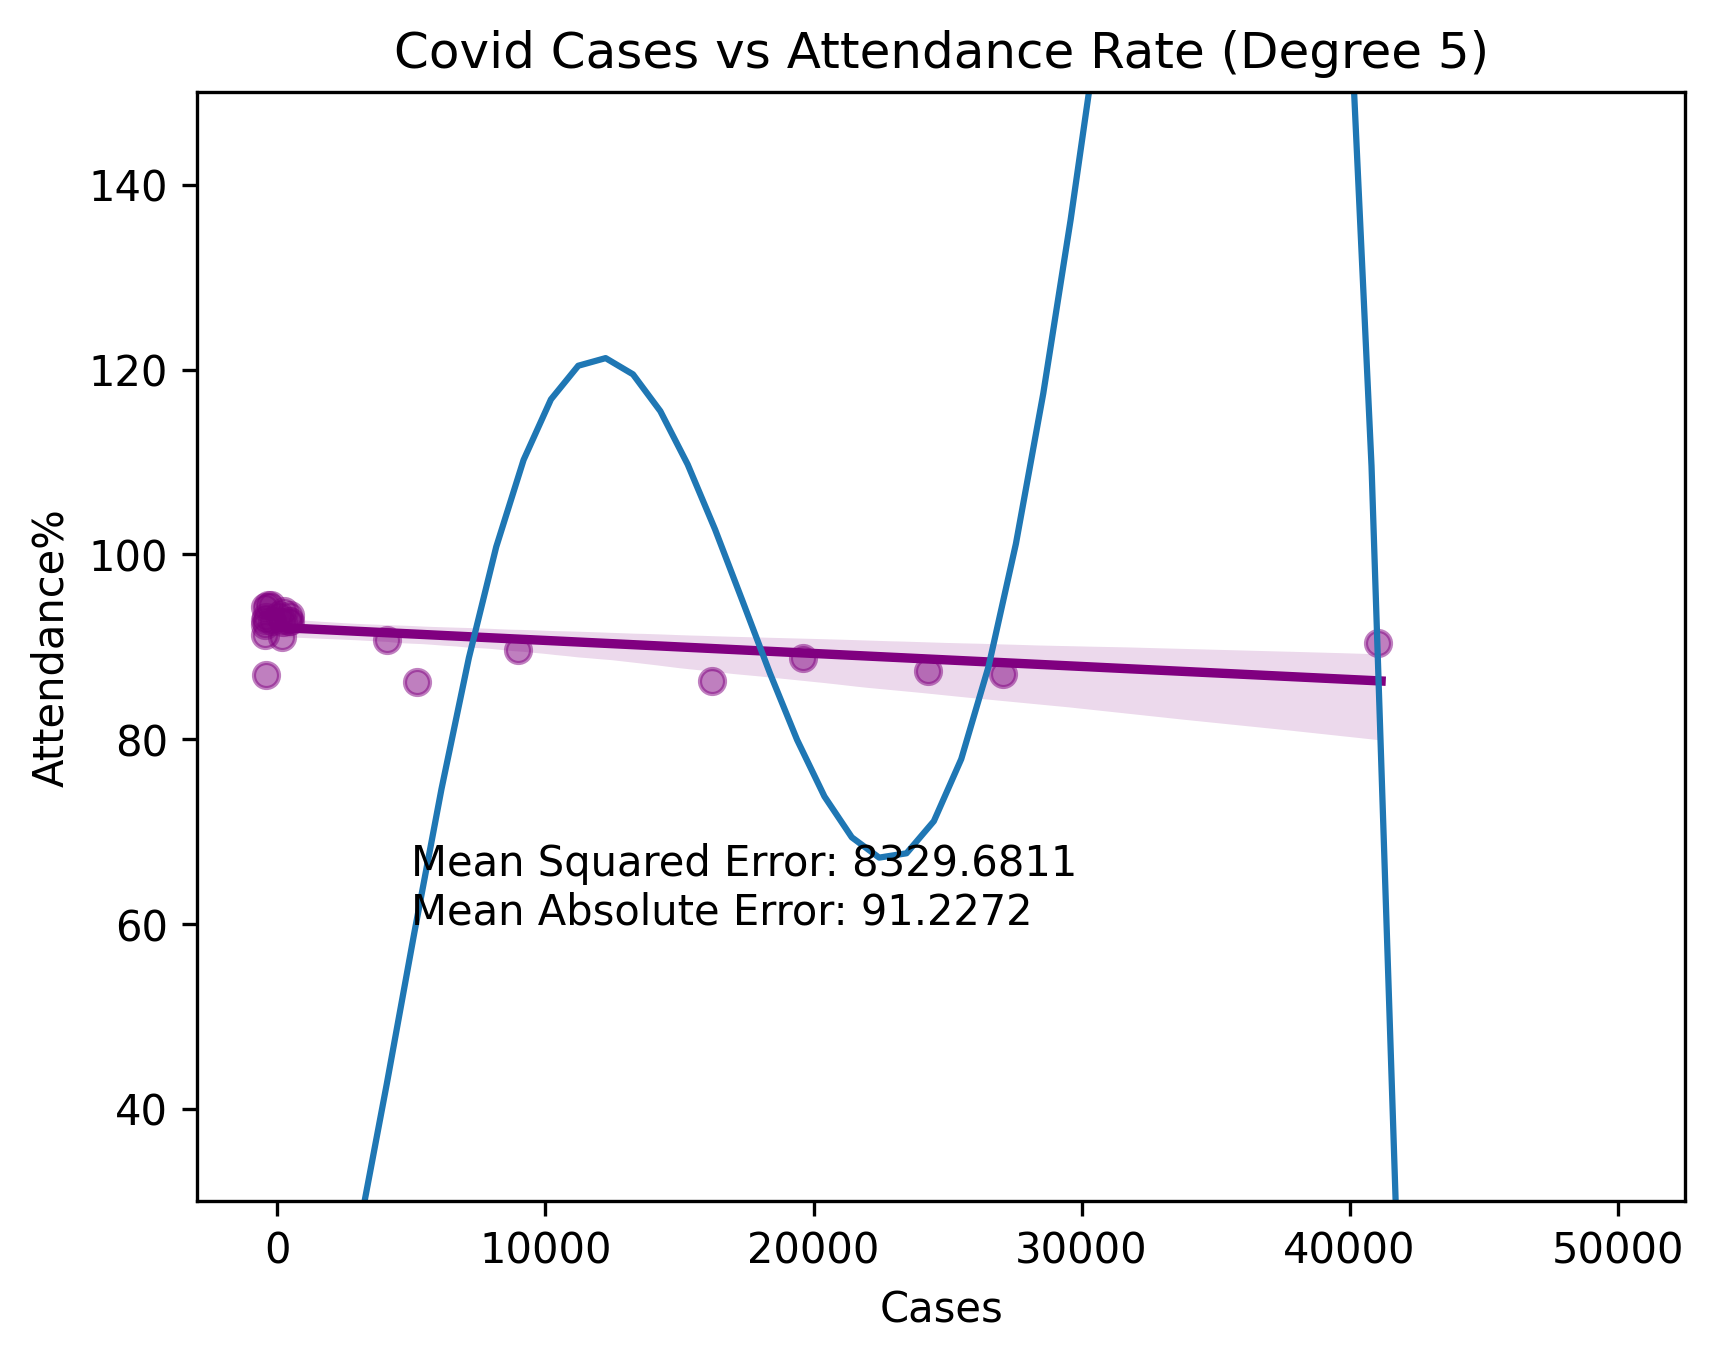 Covid Cases vs Attendance Rate (Degree 5)
140
120
100
80
60
40
Attendance%
Mean Squared Error: 8329.6811
Mean Absolute Error: 91.2272
0 10000 20000 30000 40000 50000
Cases